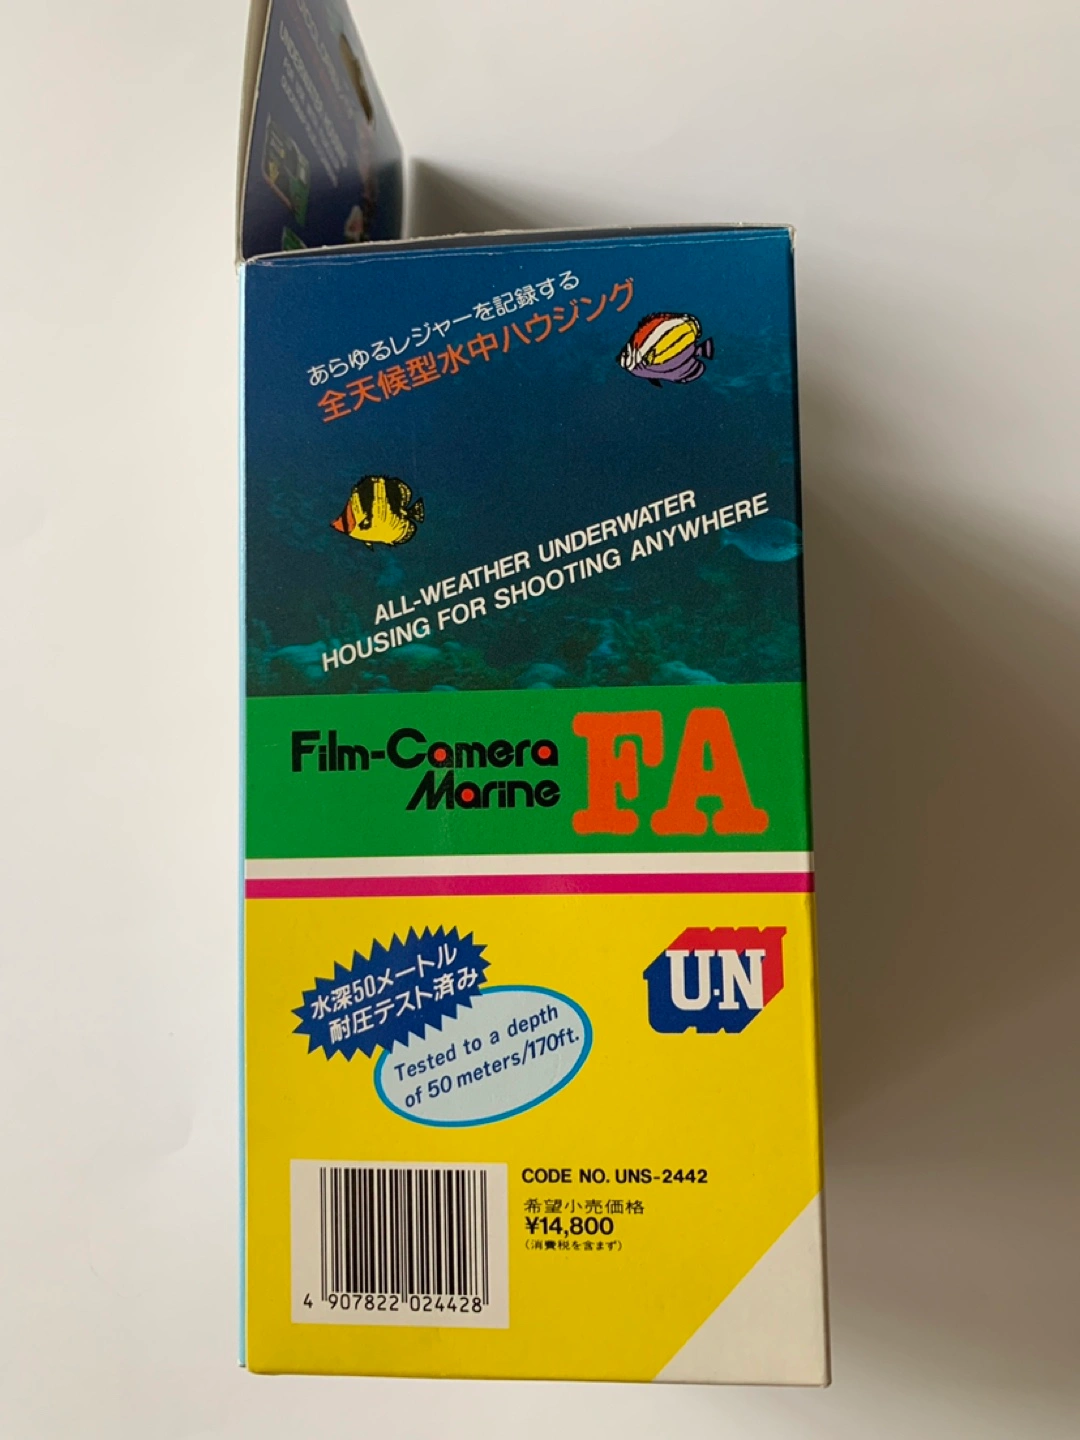 あらゆるレジャーを記録する
全天候型水中ハウジング
ALL-WEATHER UNDERWATER
HOUSING FOR SHOOTING ANYWHERE
Film-Camera
Marine
FA
水深50メートル
耐圧テスト済み
Tested to a depth
of 50 meters/170ft.
U·N
CODE NO. UNS-2442
希望小売価格
¥14,800
(消費税を含まず)
4 907822 024428